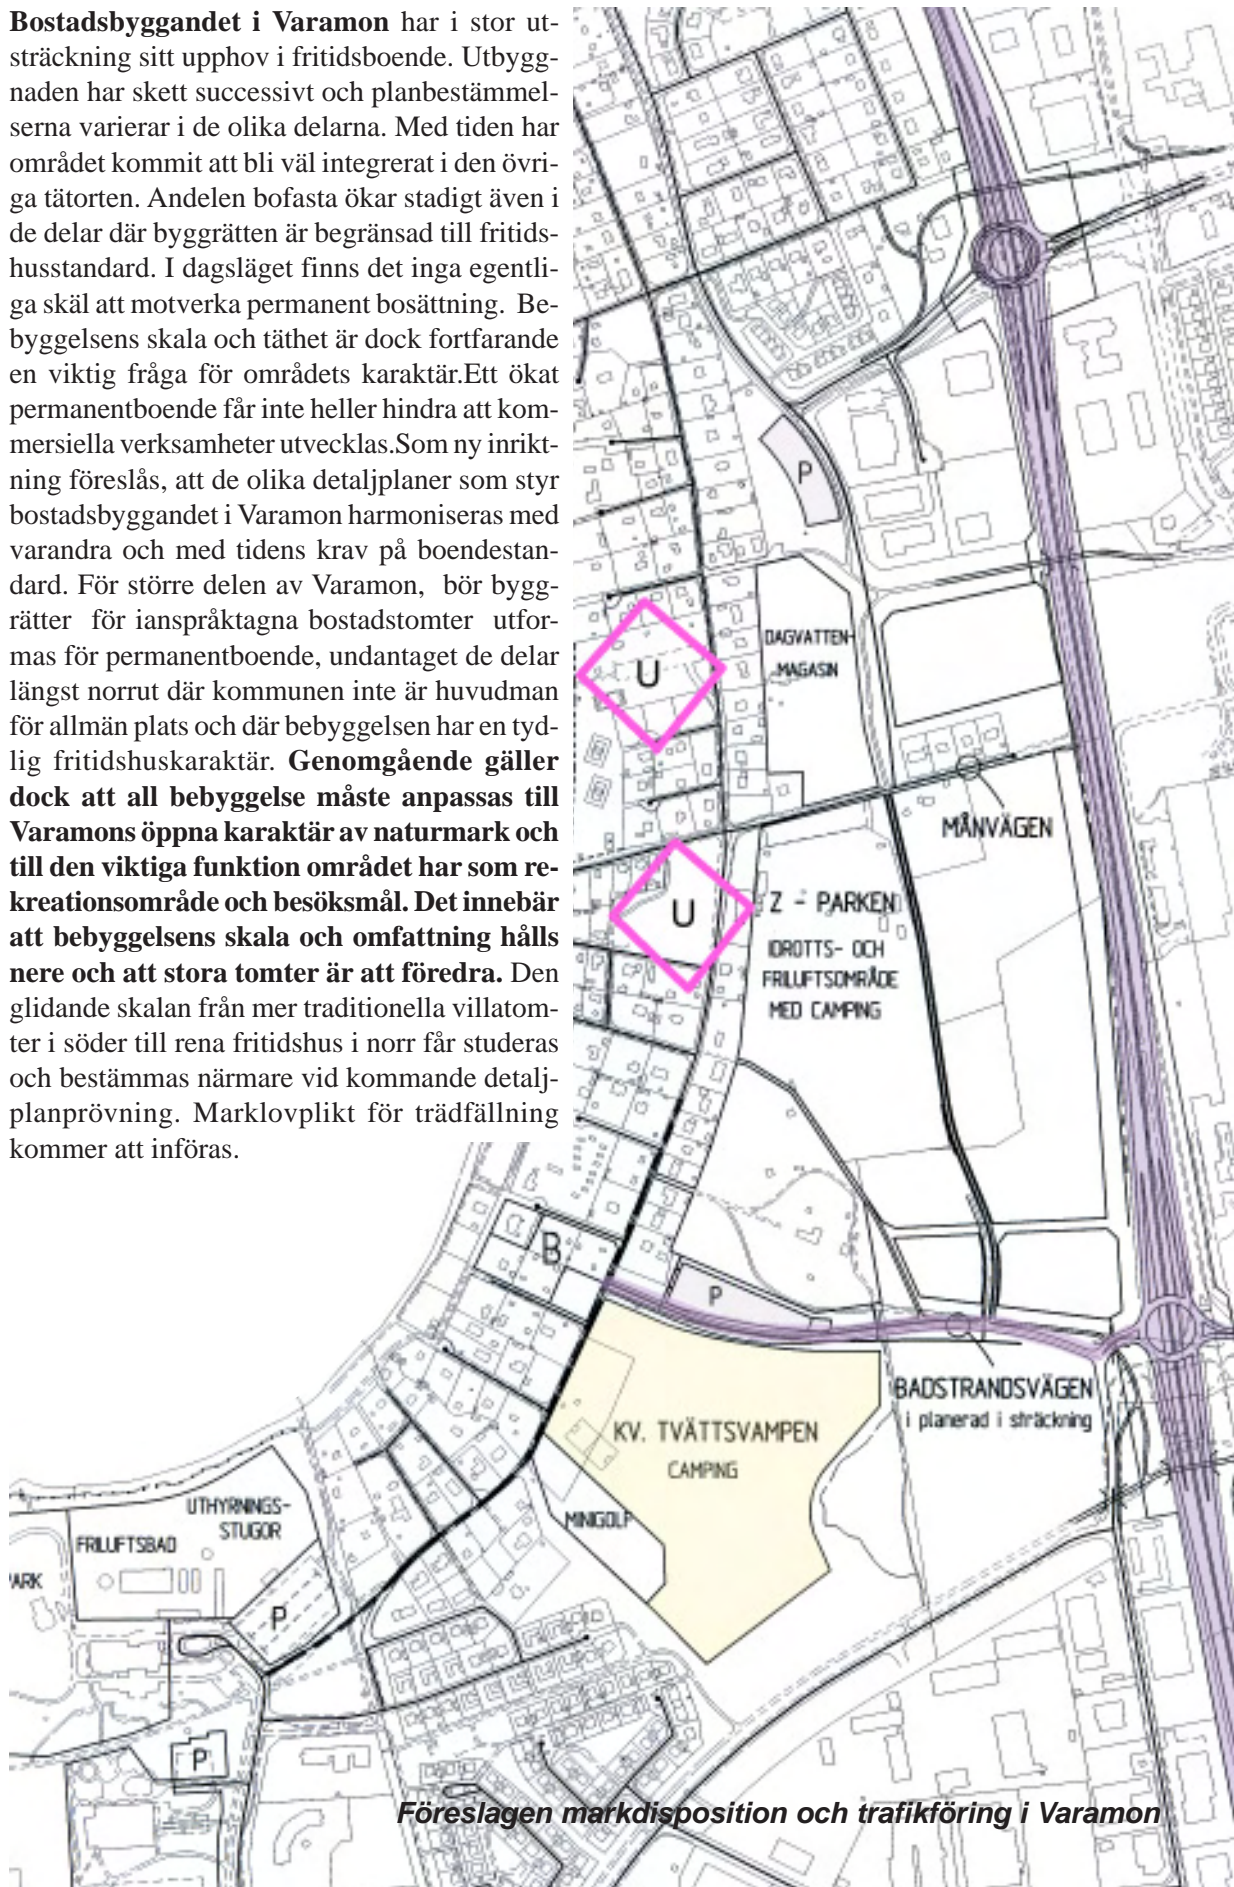 Bostadsbyggandet i Varamon har i stor ut-
sträckning sitt upphov i fritidsboende. Utbygg-
naden har skett successivt och planbestämmel-
serna varierar i de olika delarna. Med tiden har
området kommit att bli väl integrerat i den övri-
ga tätorten. Andelen bofasta ökar stadigt även i
de delar där byggrätten är begränsad till fritids-
husstandard. I dagsläget finns det inga egentli-
ga skäl att motverka permanent bosättning. Be-
byggelsens skala och täthet är dock fortfarande
en viktig fråga för områdets karaktär.Ett ökat
permanentboende får inte heller hindra att kom-
mersiella verksamheter utvecklas.Som ny inrikt-
ning föreslås, att de olika detaljplaner som styr
bostadsbyggandet i Varamon harmoniseras med
varandra och med tidens krav på boendestan-
dard. För större delen av Varamon, bör bygg-
rätter för ianspråktagna bostadstomter utfor-
mas för permanentboende, undantaget de delar
längst norrut där kommunen inte är huvudman
för allmän plats och där bebyggelsen har en tyd-
lig fritidshuskaraktär. Genomgående gäller
dock att all bebyggelse måste anpassas till
Varamons öppna karaktär av naturmark och
till den viktiga funktion området har som re-
kreationsområde och besöksmål. Det innebär
att bebyggelsens skala och omfattning hålls
nere och att stora tomter är att föredra. Den
glidande skalan från mer traditionella villatom-
ter i söder till rena fritidshus i norr får studeras
och bestämmas närmare vid kommande detalj-
planprövning. Marklovplikt för trädfällning
kommer att införas.
P
DAGVATTEN-
MAGASIN
U
MÅNVÄGEN
U
Z - PARKEN
IDROTTS- OCH
FRILUFTSOMRÅDE
MED CAMPING
B
P
BADSTRANDSVÄGEN
i planerad i sträckning
KV. TVÄTTSVAMPEN
CAMPING
MINIGOLF
UTHYRNINGS-
STUGOR
FRILUFTSBAD
PARK
P
P
Föreslagen markdisposition och trafikföring i Varamon